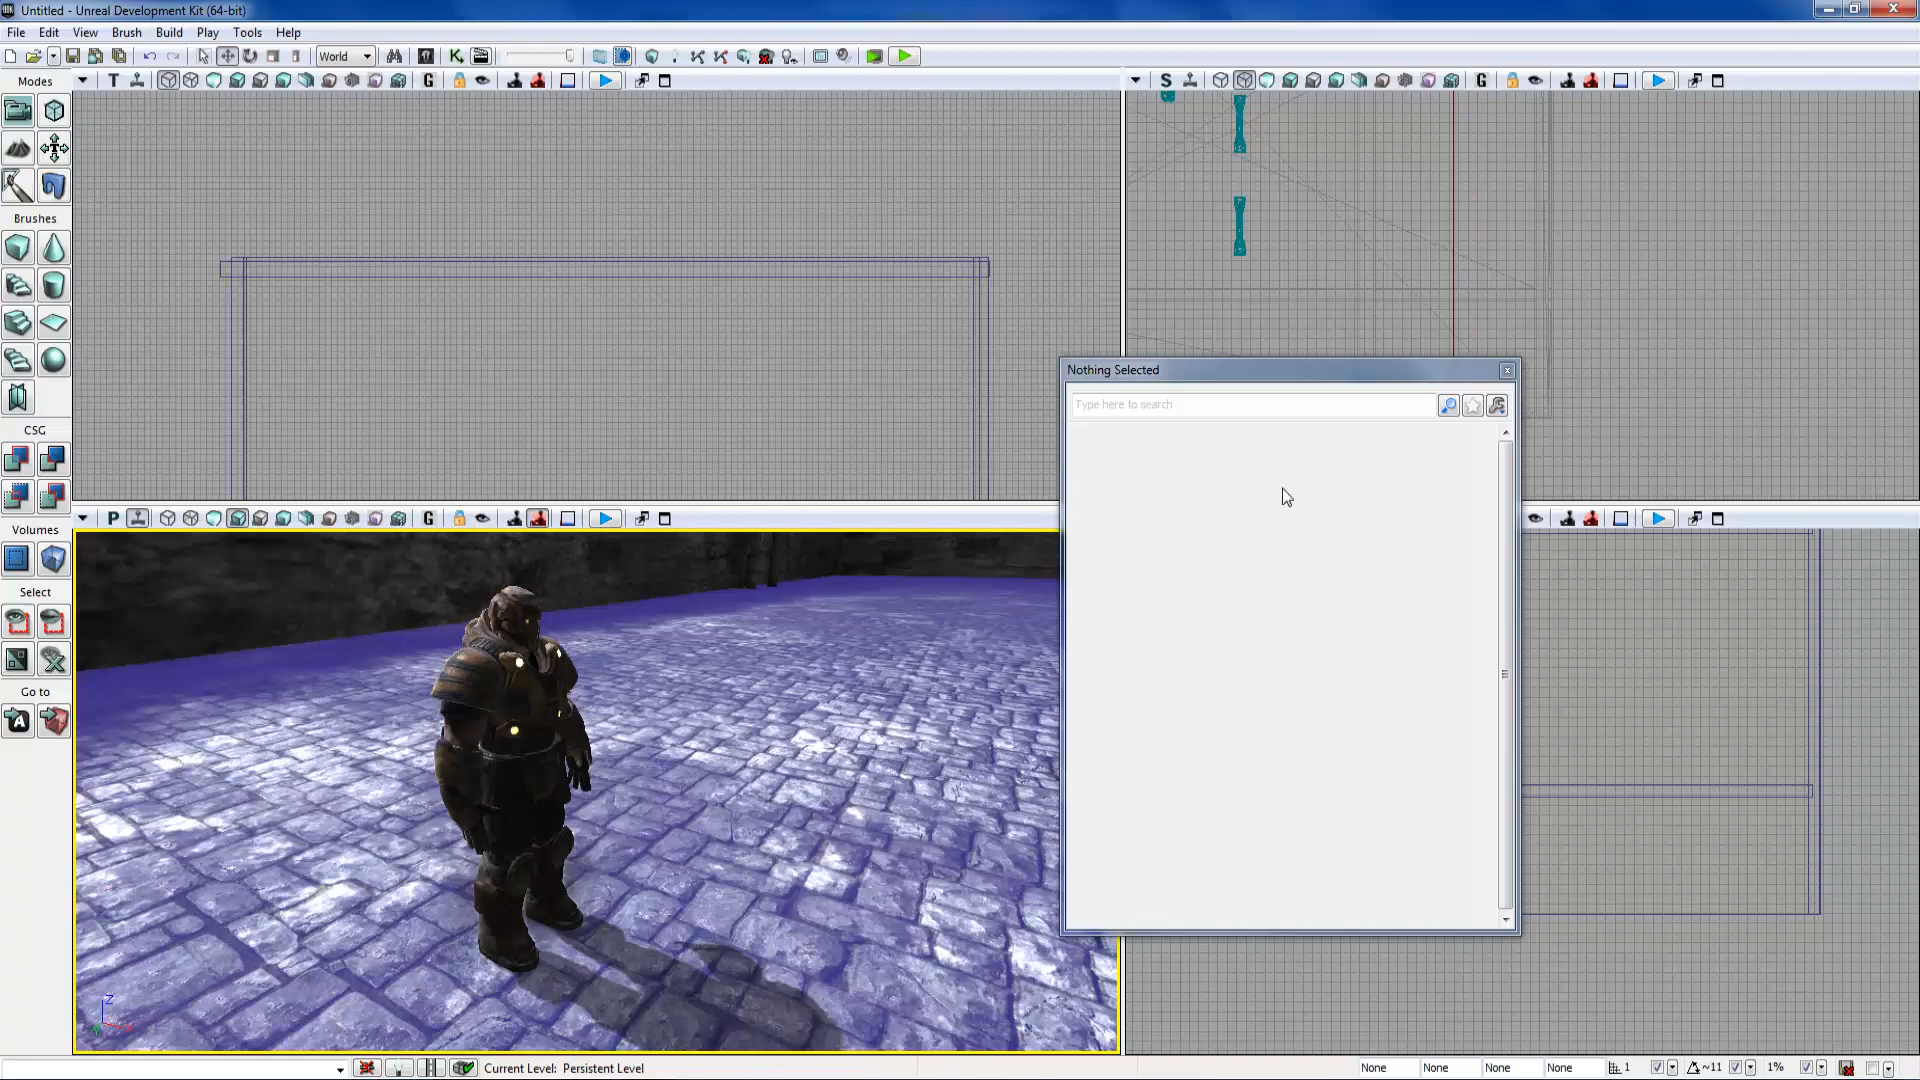 Untitled - Unreal Development Kit (64-bit)
File Edit View Brush Build Play Tools Help
World
Modes
T G
S G
Brushes
CSG
Volumes
Select
Go to
P G
Nothing Selected
Type here to search
Z
Current Level: Persistent Level
None None None None 1 ~11 1%